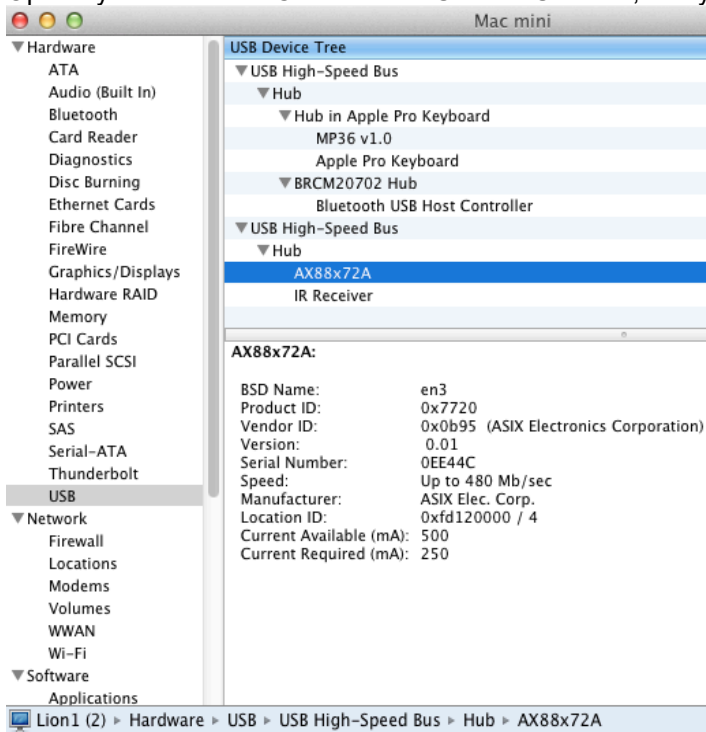 Mac mini
Hardware
ATA
Audio (Built In)
Bluetooth
Card Reader
Diagnostics
Disc Burning
Ethernet Cards
Fibre Channel
FireWire
Graphics/Displays
Hardware RAID
Memory
PCI Cards
Parallel SCSI
Power
Printers
SAS
Serial-ATA
Thunderbolt
USB
Network
Firewall
Locations
Modems
Volumes
WWAN
Wi-Fi
Software
Applications
USB Device Tree
USB High-Speed Bus
Hub
Hub in Apple Pro Keyboard
MP36 v1.0
Apple Pro Keyboard
BRCM20702 Hub
Bluetooth USB Host Controller
USB High-Speed Bus
Hub
AX88x72A
IR Receiver
AX88x72A:
BSD Name: en3
Product ID: 0x7720
Vendor ID: 0x0b95 (ASIX Electronics Corporation)
Version: 0.01
Serial Number: 0EE44C
Speed: Up to 480 Mb/sec
Manufacturer: ASIX Elec. Corp.
Location ID: 0xfd120000 / 4
Current Available (mA): 500
Current Required (mA): 250
Lion1 (2) ▸ Hardware ▸ USB ▸ USB High-Speed Bus ▸ Hub ▸ AX88x72A